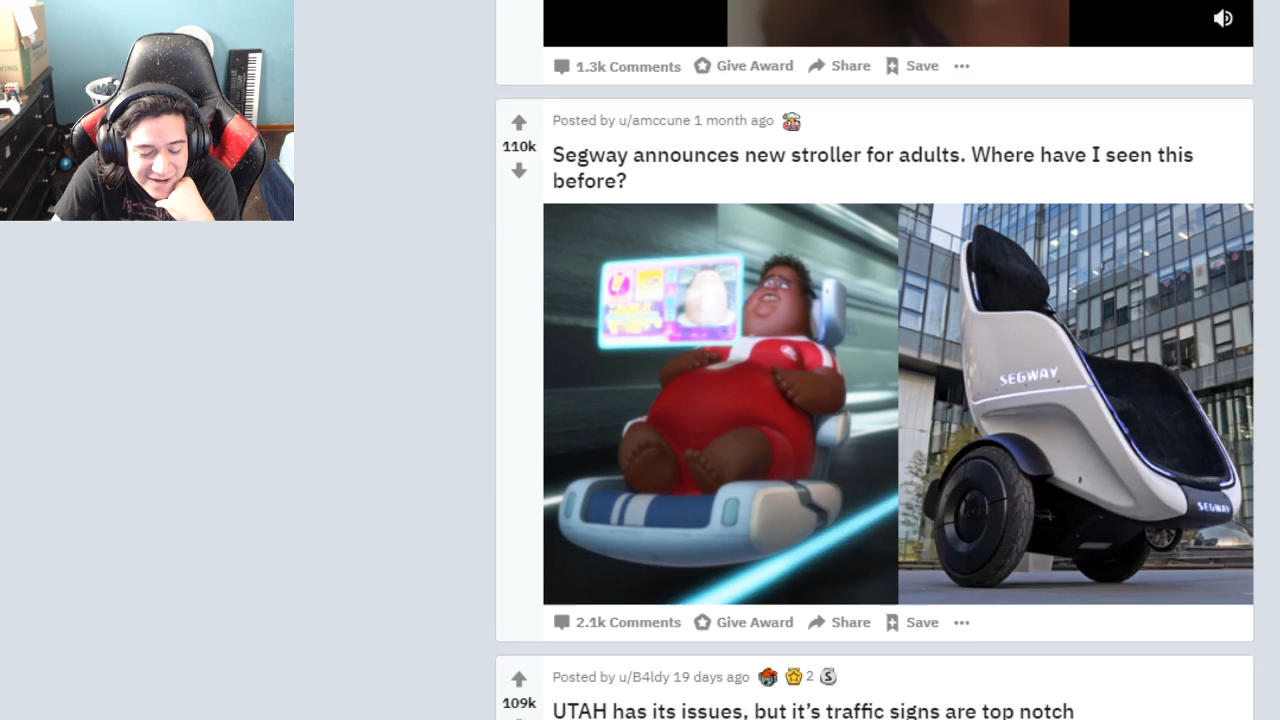 1.3k Comments Give Award Share Save
Posted by u/amccune 1 month ago
110k
Segway announces new stroller for adults. Where have I seen this
before?
SEGWAY
SEGWAY
2.1k Comments Give Award Share Save
Posted by u/B4ldy 19 days ago 2 S
109k
UTAH has its issues, but it's traffic signs are top notch